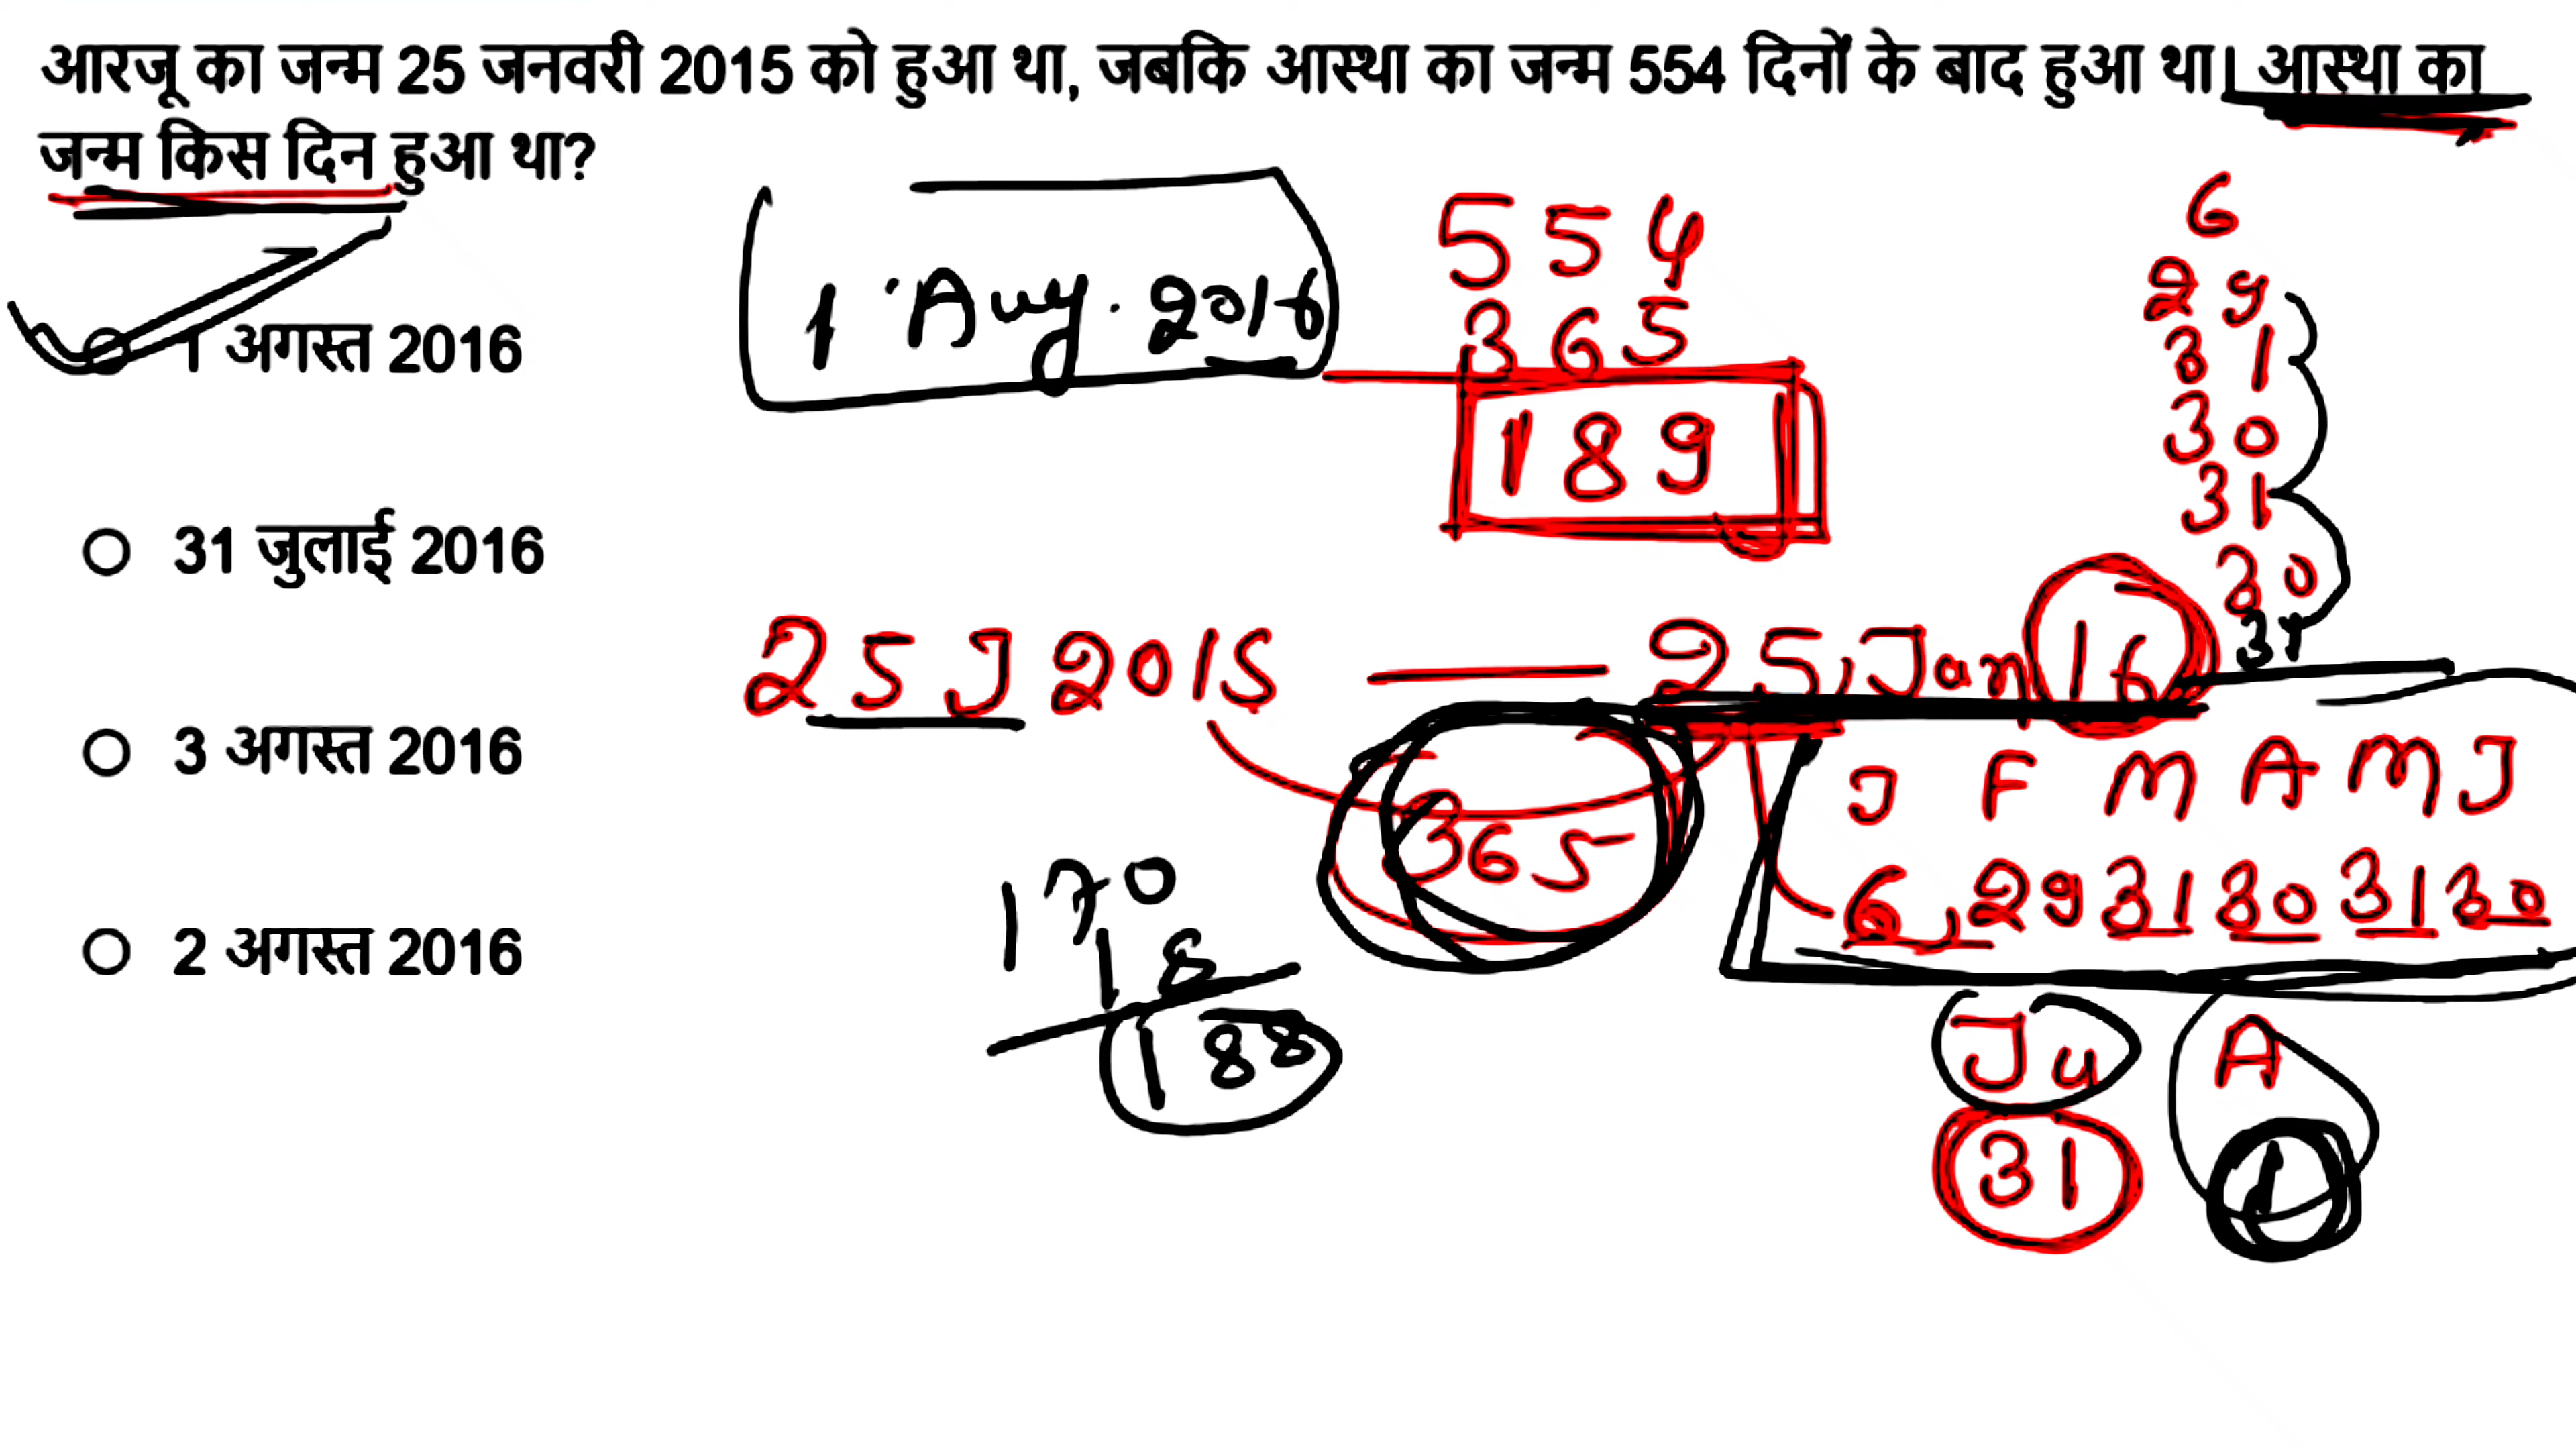 आरजू का जन्म 25 जनवरी 2015 को हुआ था, जबकि आस्था का जन्म 554 दिनों के बाद हुआ था। आस्था का
जन्म किस दिन हुआ था?
1 अगस्त 2016
31 जुलाई 2016
3 अगस्त 2016
2 अगस्त 2016
1 Aug. 2016
554
365
189
6
29
31
30
31
30
31
25 J 2015 — 25 Jan 16
365
J F M A M J
6, 29 31 30 31 30
170
18
188
Ju A
31 1